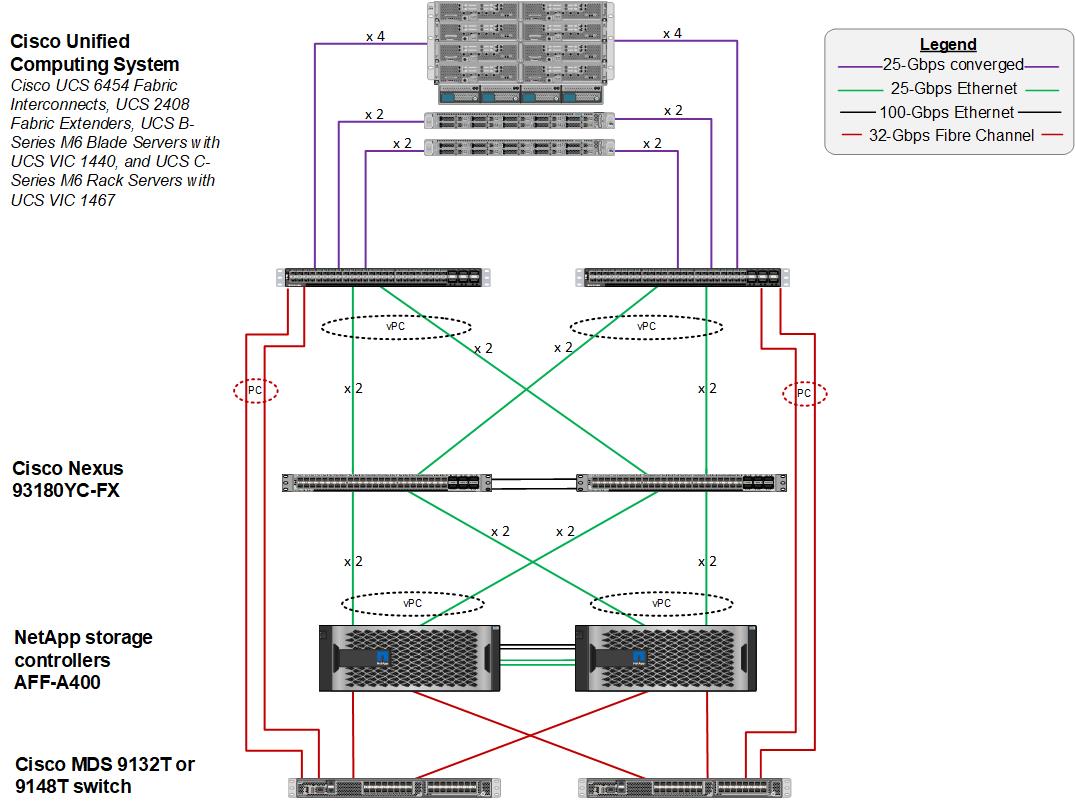 Cisco Unified
Computing System
Cisco UCS 6454 Fabric
Interconnects, UCS 2408
Fabric Extenders, UCS B-
Series M6 Blade Servers with
UCS VIC 1440, and UCS C-
Series M6 Rack Servers with
UCS VIC 1467
x 4
x 4
x 2
x 2
x 2
x 2
Legend
25-Gbps converged
25-Gbps Ethernet
100-Gbps Ethernet
32-Gbps Fibre Channel
vPC
vPC
x 2
x 2
PC
x 2
x 2
PC
Cisco Nexus
93180YC-FX
x 2
x 2
x 2
x 2
vPC
vPC
NetApp storage
controllers
AFF-A400
NetApp
NetApp
Cisco MDS 9132T or
9148T switch